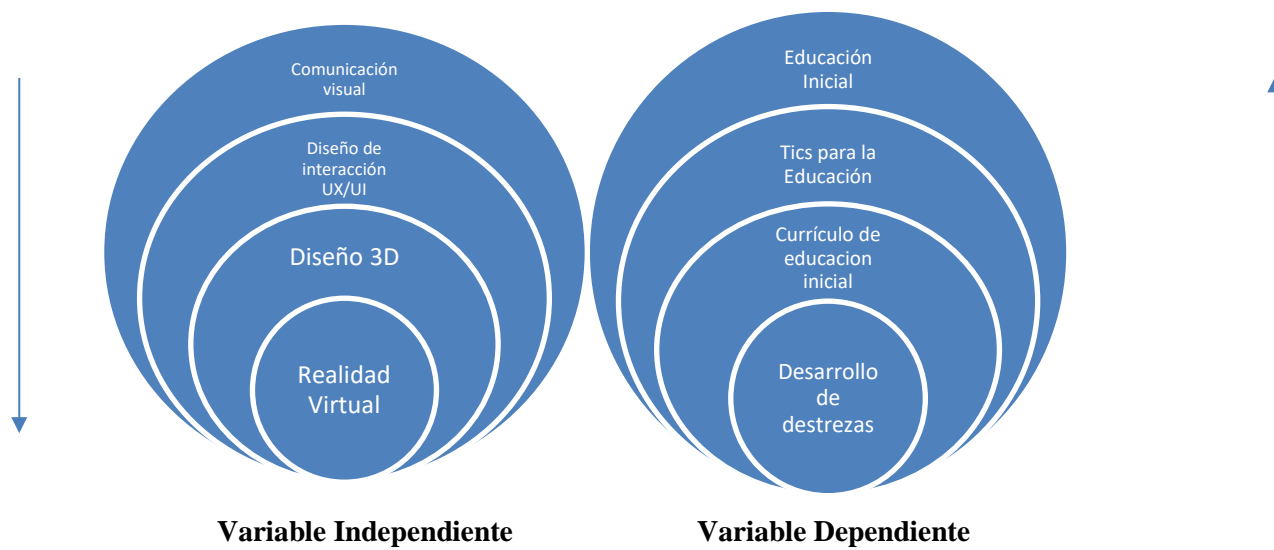 Comunicación
visual
Diseño de
interacción
UX/UI
Diseño 3D
Realidad
Virtual
Educación
Inicial
Tics para la
Educación
Currículo de
educacion
inicial
Desarrollo
de
destrezas
Variable Independiente
Variable Dependiente